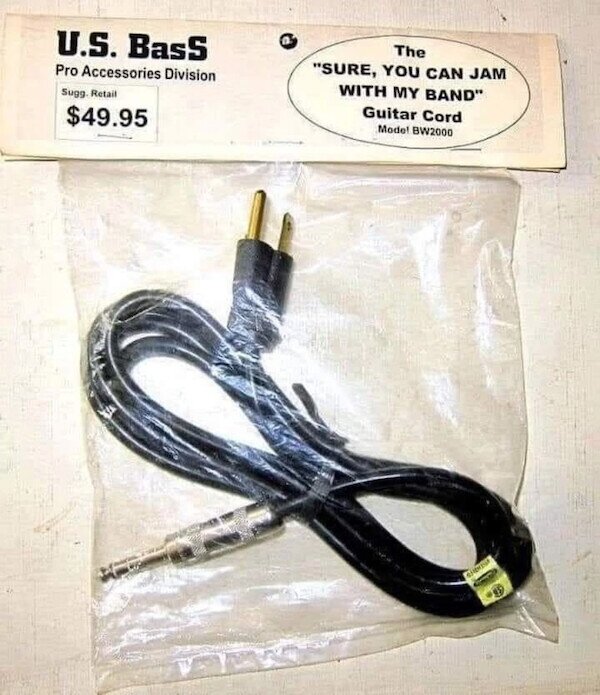 U.S. BasS
Pro Accessories Division
Sugg. Retail
$49.95
The
"SURE, YOU CAN JAM
WITH MY BAND"
Guitar Cord
Model BW2000